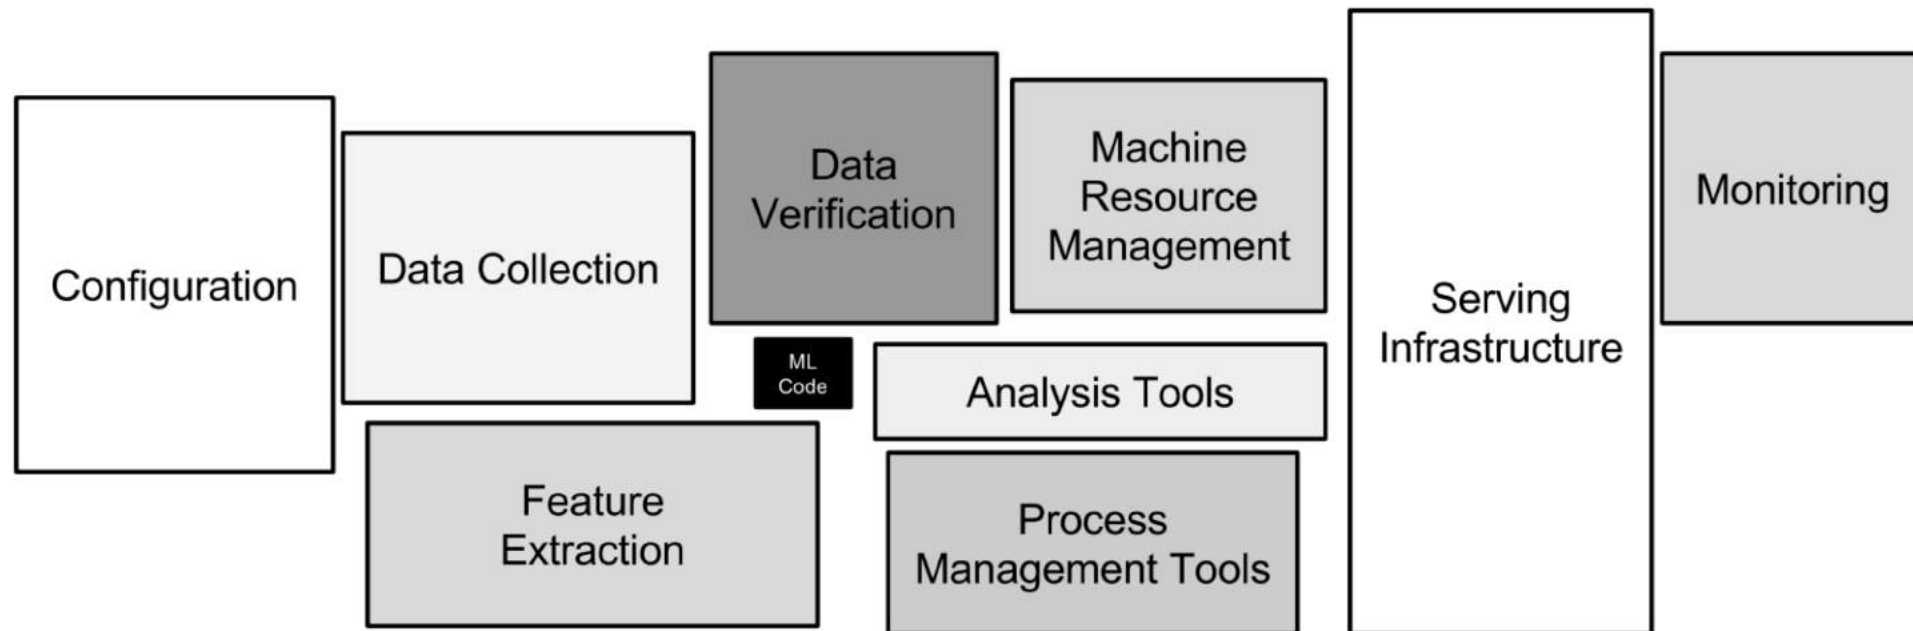 Configuration
Data Collection
Data
Verification
Machine
Resource
Management
Monitoring
Serving
Infrastructure
ML
Code
Analysis Tools
Feature
Extraction
Process
Management Tools